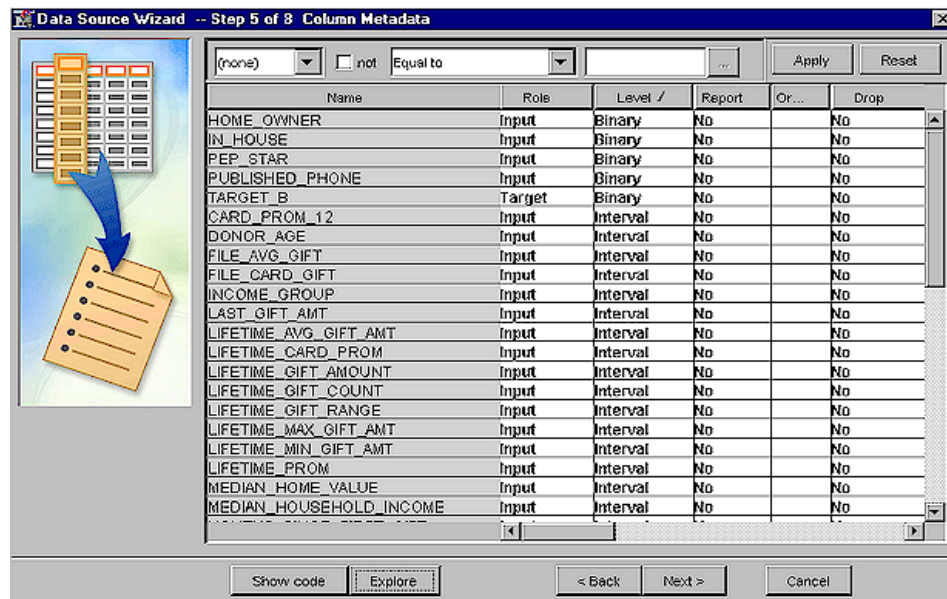 Data Source Wizard -- Step 5 of 8 Column Metadata
(none) not Equal to ... Apply Reset
Name Role Level / Report Or... Drop
HOME_OWNER Input Binary No No
IN_HOUSE Input Binary No No
PEP_STAR Input Binary No No
PUBLISHED_PHONE Input Binary No No
TARGET_B Target Binary No No
CARD_PROM_12 Input Interval No No
DONOR_AGE Input Interval No No
FILE_AVG_GIFT Input Interval No No
FILE_CARD_GIFT Input Interval No No
INCOME_GROUP Input Interval No No
LAST_GIFT_AMT Input Interval No No
LIFETIME_AVG_GIFT_AMT Input Interval No No
LIFETIME_CARD_PROM Input Interval No No
LIFETIME_GIFT_AMOUNT Input Interval No No
LIFETIME_GIFT_COUNT Input Interval No No
LIFETIME_GIFT_RANGE Input Interval No No
LIFETIME_MAX_GIFT_AMT Input Interval No No
LIFETIME_MIN_GIFT_AMT Input Interval No No
LIFETIME_PROM Input Interval No No
MEDIAN_HOME_VALUE Input Interval No No
MEDIAN_HOUSEHOLD_INCOME Input Interval No No
Show code Explore < Back Next > Cancel